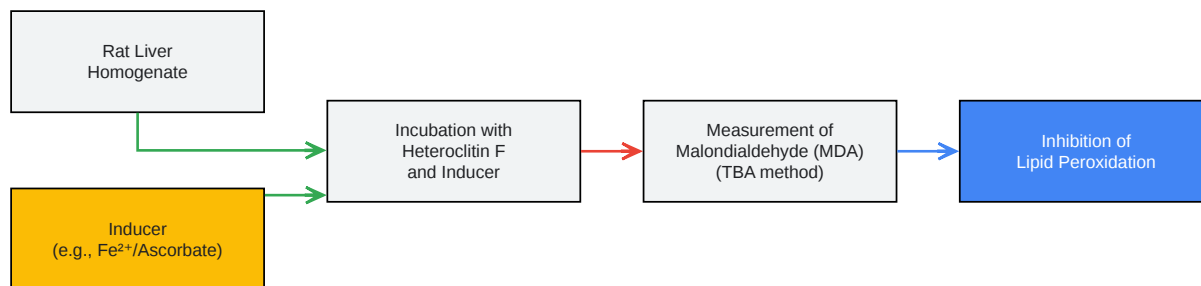 Rat Liver
Homogenate
Incubation with
Heteroclitin F
and Inducer
Measurement of
Malondialdehyde (MDA)
(TBA method)
Inhibition of
Lipid Peroxidation
Inducer
(e.g., Fe²⁺/Ascorbate)